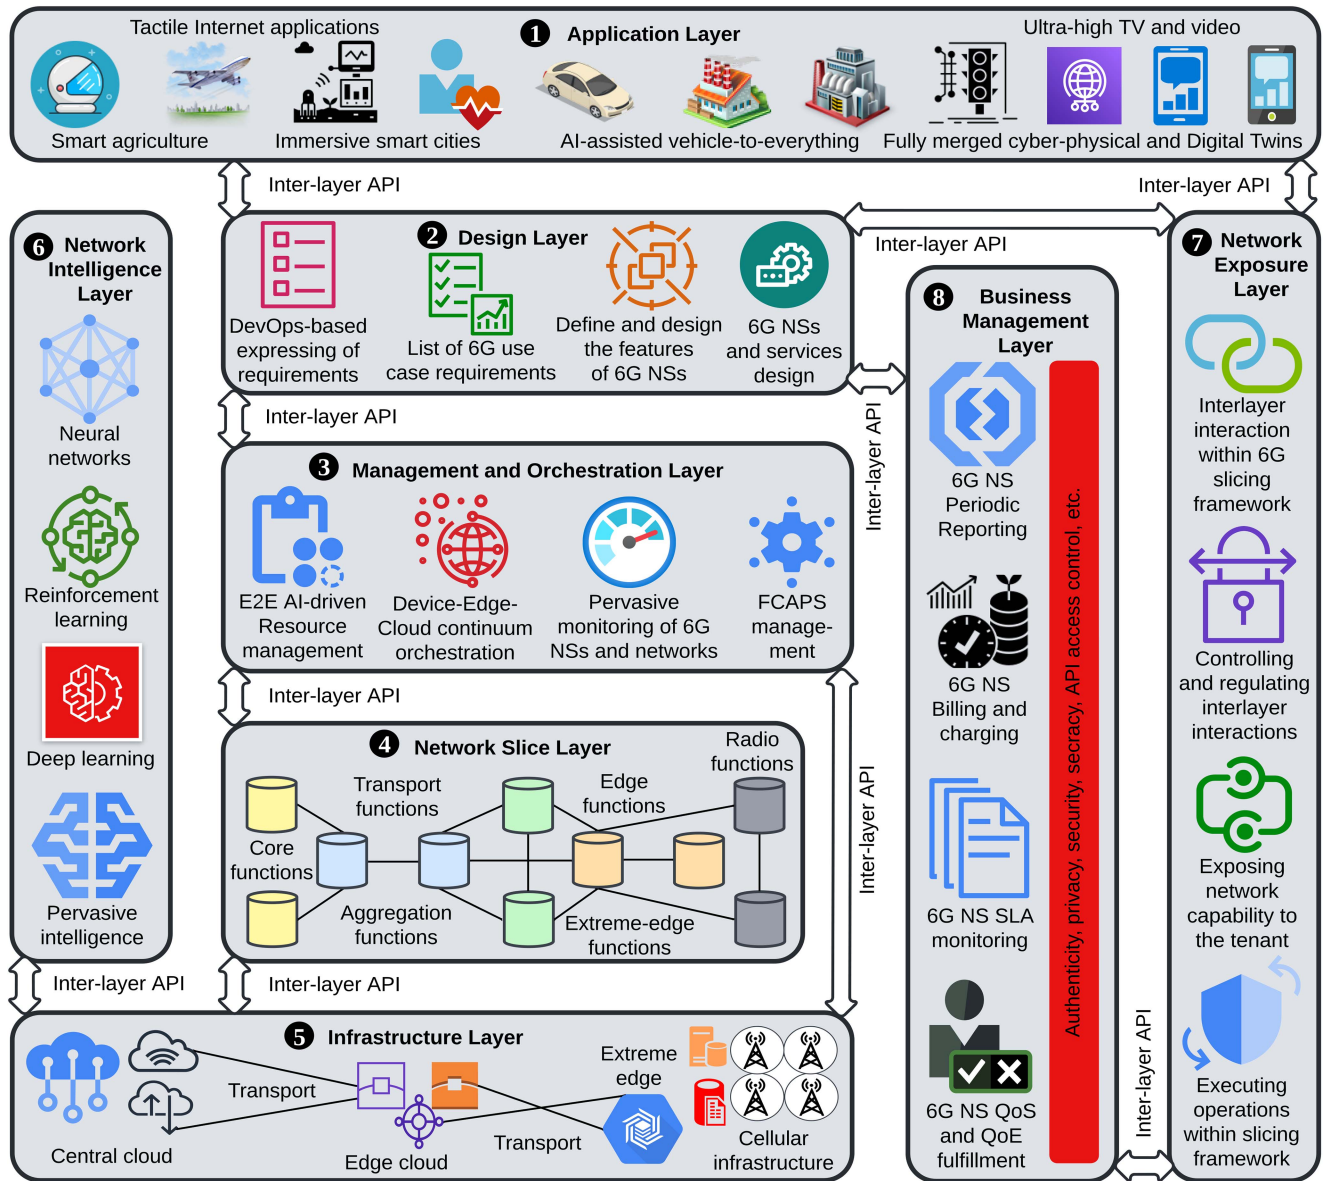 Tactile Internet applications
1 Application Layer
Ultra-high TV and video
Smart agriculture
Immersive smart cities
AI-assisted vehicle-to-everything
Fully merged cyber-physical and Digital Twins
Inter-layer API
Inter-layer API
6 Network
Intelligence
Layer
Neural
networks
Reinforcement
learning
Deep learning
Pervasive
intelligence
Inter-layer API
2 Design Layer
DevOps-based
expressing of
requirements
List of 6G use
case requirements
Define and design
the features
of 6G NSs
6G NSs
and services
design
Inter-layer API
Inter-layer API
Inter-layer API
3 Management and Orchestration Layer
E2E AI-driven
Resource
management
Device-Edge-
Cloud continuum
orchestration
Pervasive
monitoring of 6G
NSs and networks
FCAPS
manage-
ment
Inter-layer API
Inter-layer API
4 Network Slice Layer
Radio
functions
Transport
functions
Edge
functions
Core
functions
Aggregation
functions
Extreme-edge
functions
Inter-layer API
5 Infrastructure Layer
Transport
Extreme
edge
Central cloud
Edge cloud
Transport
Cellular
infrastructure
8 Business
Management
Layer
6G NS
Periodic
Reporting
6G NS
Billing and
charging
6G NS SLA
monitoring
6G NS QoS
and QoE
fulfillment
Authenticity, privacy, security, secracy, API access control, etc.
Inter-layer API
7 Network
Exposure
Layer
Interlayer
interaction
within 6G
slicing
framework
Controlling
and regulating
interlayer
interactions
Exposing
network
capability to
the tenant
Executing
operations
within slicing
framework